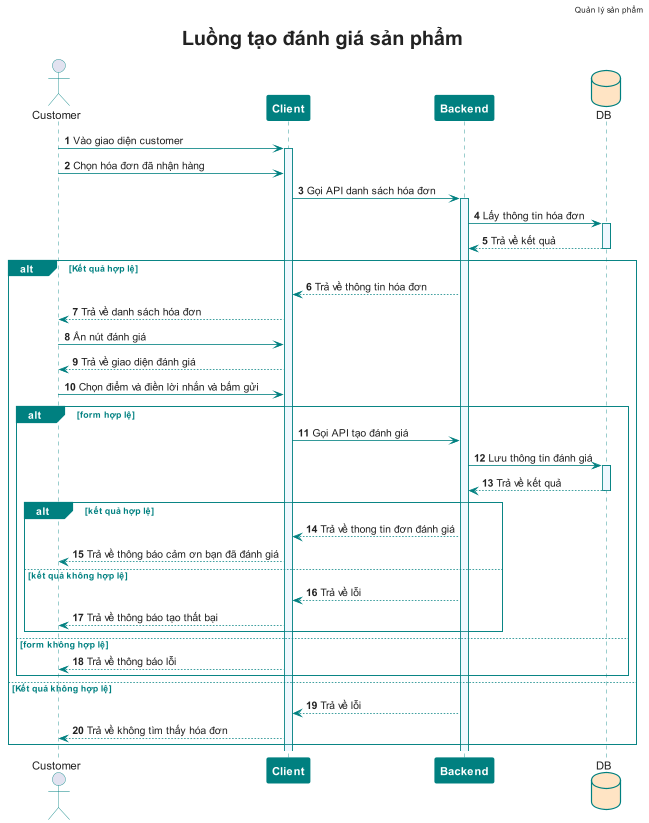 Quản lý sản phẩm
Luồng tạo đánh giá sản phẩm
Customer
Client
Backend
DB
1 Vào giao diện customer
2 Chọn hóa đơn đã nhận hàng
3 Gọi API danh sách hóa đơn
4 Lấy thông tin hóa đơn
5 Trả về kết quả
alt [Kết quả hợp lệ]
6 Trả về thông tin hóa đơn
7 Trả về danh sách hóa đơn
8 Ấn nút đánh giá
9 Trả về giao diện đánh giá
10 Chọn điểm và điền lời nhắn và bấm gửi
alt [form hợp lệ]
11 Gọi API tạo đánh giá
12 Lưu thông tin đánh giá
13 Trả về kết quả
alt [kết quả hợp lệ]
14 Trả về thong tin đơn đánh giá
15 Trả về thông báo cảm ơn bạn đã đánh giá
[kết quả không hợp lệ]
16 Trả về lỗi
17 Trả về thông báo tạo thất bại
[form không hợp lệ]
18 Trả về thông báo lỗi
[Kết quả không hợp lệ]
19 Trả về lỗi
20 Trả về không tìm thấy hóa đơn
Customer
Client
Backend
DB